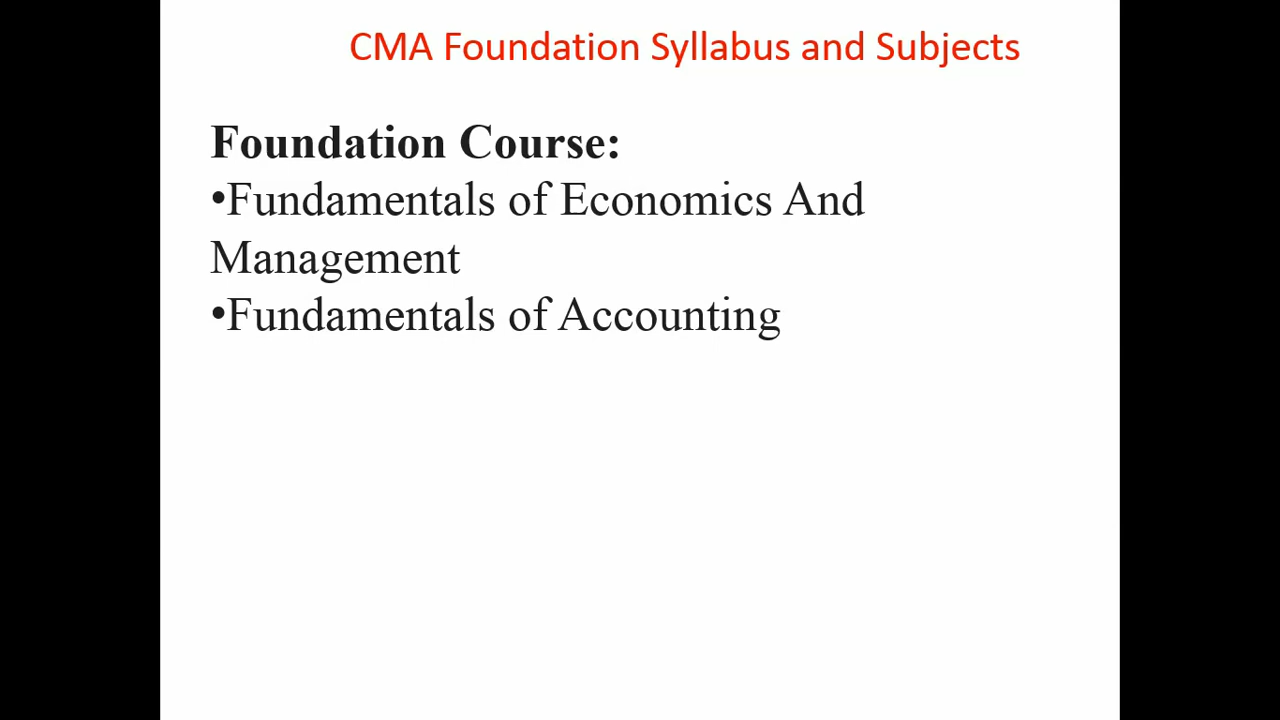 CMA Foundation Syllabus and Subjects
Foundation Course:
•Fundamentals of Economics And
Management
•Fundamentals of Accounting